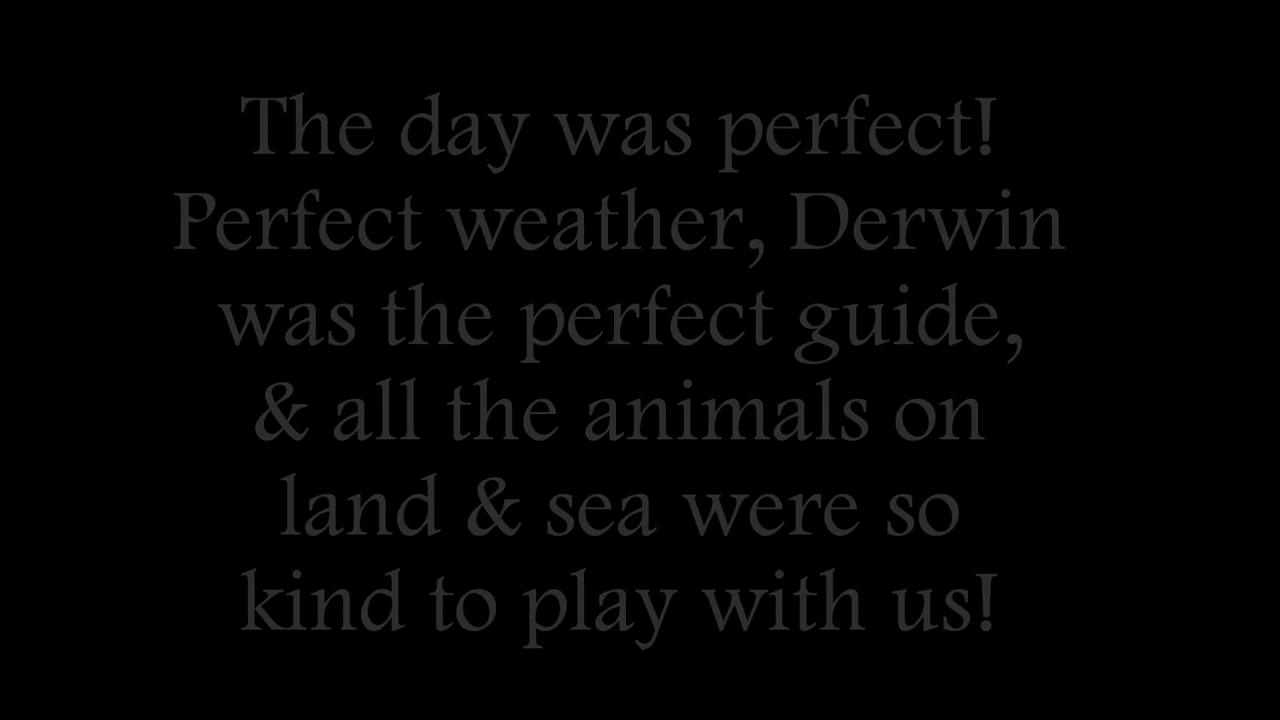 The day was perfect!
Perfect weather, Derwin
was the perfect guide,
& all the animals on
land & sea were so
kind to play with us!